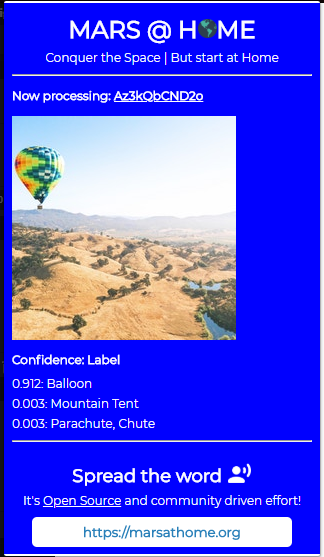 MARS @ H🌎ME
Conquer the Space | But start at Home
Now processing: Az3kQbCND2o
Confidence: Label
0.912: Balloon
0.003: Mountain Tent
0.003: Parachute, Chute
Spread the word
It's Open Source and community driven effort!
https://marsathome.org